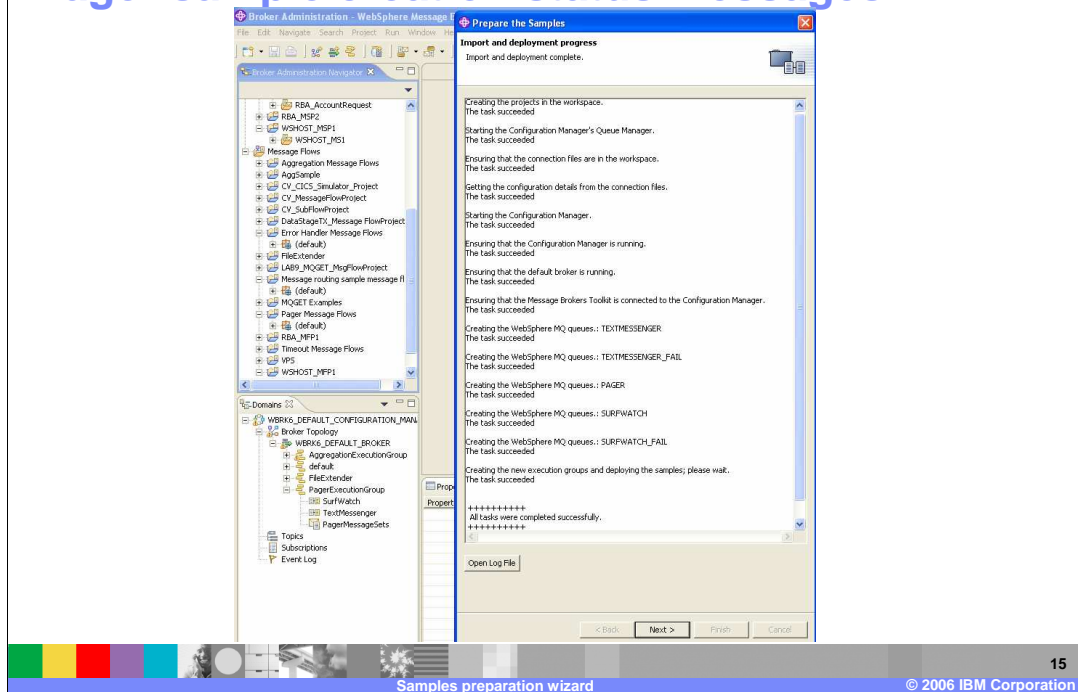 Pager sample creation status messages
Broker Administration - WebSphere Message B
File Edit Navigate Search Project Run Window He
Broker Administration Navigator
RBA_AccountRequest
RBA_MSP2
WSHOST_MSP1
WSHOST_MS1
Message Flows
Aggregation Message Flows
AggSample
CV_CICS_Simulator_Project
CV_MessageFlowProject
CV_SubFlowProject
DataStageTX_Message FlowProject
Error Handler Message Flows
(default)
FileExtender
LAB9_MQGET_MsgFlowProject
Message routing sample message fl
(default)
MQGET Examples
Pager Message Flows
(default)
RBA_MFP1
Timeout Message Flows
VPS
WSHOST_MFP1
Domains
WBRK6_DEFAULT_CONFIGURATION_MAN
Broker Topology
WBRK6_DEFAULT_BROKER
AggregationExecutionGroup
default
FileExtender
PagerExecutionGroup
SurfWatch
TextMessenger
PagerMessageSets
Topics
Subscriptions
Event Log
Prope
Propert
Prepare the Samples
Import and deployment progress
Import and deployment complete.
Creating the projects in the workspace.
The task succeeded
Starting the Configuration Manager's Queue Manager.
The task succeeded
Ensuring that the connection files are in the workspace.
The task succeeded
Getting the configuration details from the connection files.
The task succeeded
Starting the Configuration Manager.
The task succeeded
Ensuring that the Configuration Manager is running.
The task succeeded
Ensuring that the default broker is running.
The task succeeded
Ensuring that the Message Brokers Toolkit is connected to the Configuration Manager.
The task succeeded
Creating the WebSphere MQ queues.: TEXTMESSENGER
The task succeeded
Creating the WebSphere MQ queues.: TEXTMESSENGER_FAIL
The task succeeded
Creating the WebSphere MQ queues.: PAGER
The task succeeded
Creating the WebSphere MQ queues.: SURFWATCH
The task succeeded
Creating the WebSphere MQ queues.: SURFWATCH_FAIL
The task succeeded
Creating the new execution groups and deploying the samples; please wait.
The task succeeded
++++++++++
All tasks were completed successfully.
++++++++++
Open Log File
< Back Next > Finish Cancel
15
Samples preparation wizard
© 2006 IBM Corporation